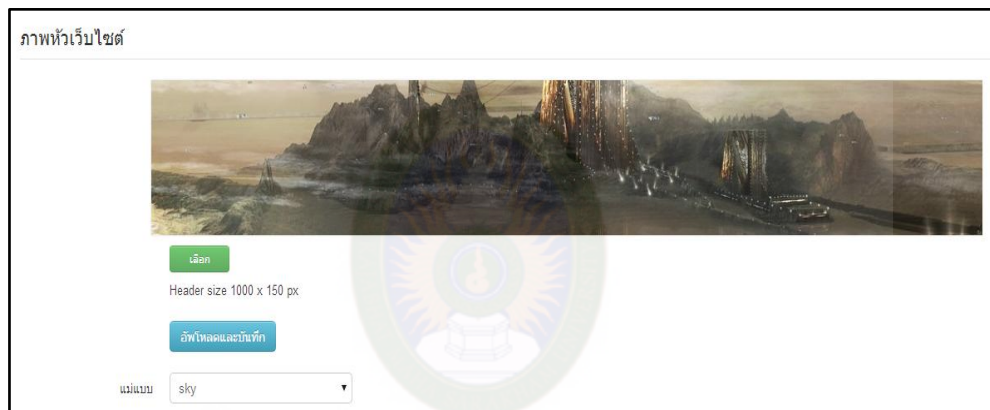 ภาพหัวเว็บไซต์
เลือก
Header size 1000 x 150 px
อัพโหลดและบันทึก
แม่แบบ sky